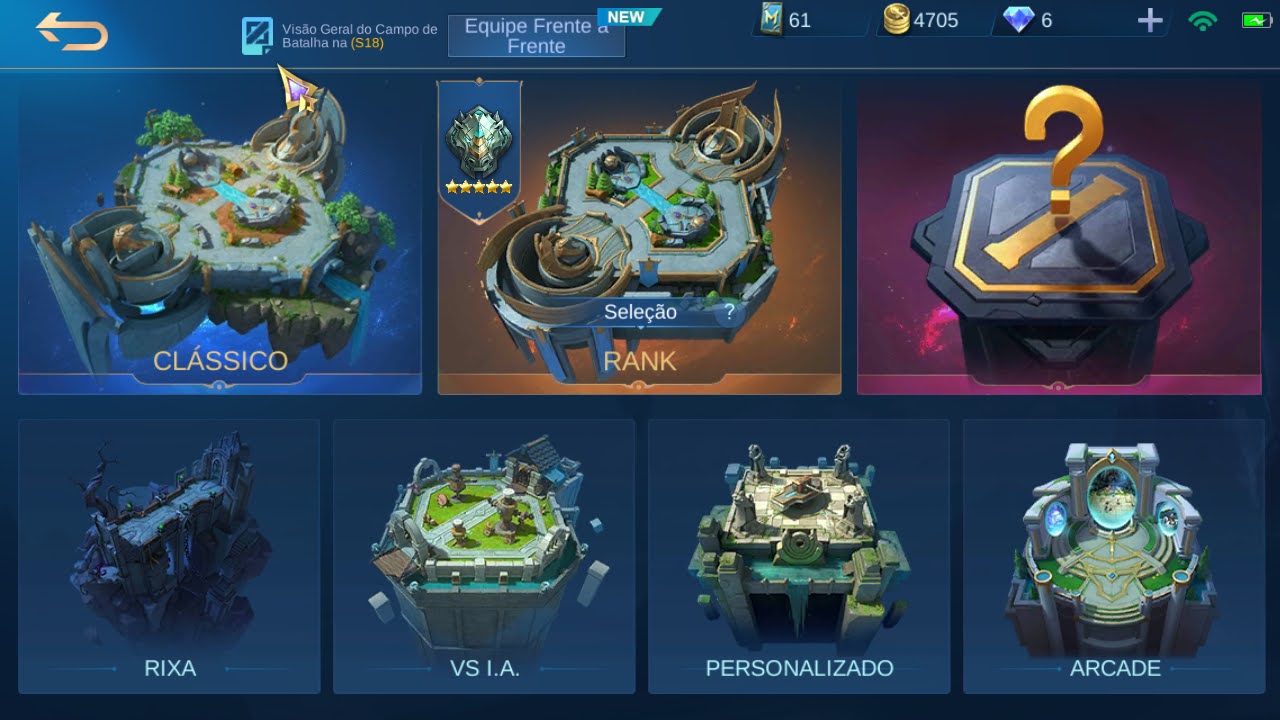 Visão Geral do Campo de
Batalha na (S18)
Equipe Frente a
Frente
NEW
61
4705
6
Seleção
?
CLÁSSICO
RANK
RIXA
VS I.A.
PERSONALIZADO
ARCADE